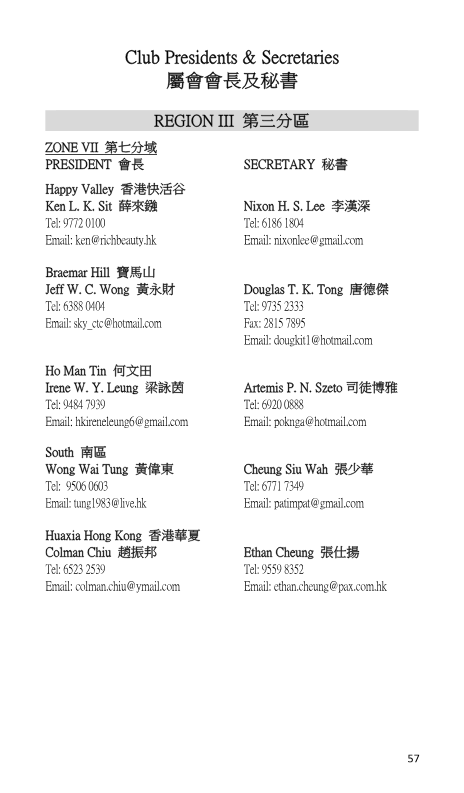 Club Presidents & Secretaries
屬會會長及秘書
REGION III 第三分區
ZONE VII 第七分域
PRESIDENT 會長 SECRETARY 秘書
Happy Valley 香港快活谷
Ken L. K. Sit 薛來鏹 Nixon H. S. Lee 李漢深
Tel: 9772 0100 Tel: 6186 1804
Email: ken@richbeauty.hk Email: nixonlee@gmail.com
Braemar Hill 寶馬山
Jeff W. C. Wong 黃永財 Douglas T. K. Tong 唐德傑
Tel: 6388 0404 Tel: 9735 2333
Email: sky_ctc@hotmail.com Fax: 2815 7895
Email: dougkit1@hotmail.com
Ho Man Tin 何文田
Irene W. Y. Leung 梁詠茵 Artemis P. N. Szeto 司徒博雅
Tel: 9484 7939 Tel: 6920 0888
Email: hkireneleung6@gmail.com Email: poknga@hotmail.com
South 南區
Wong Wai Tung 黃偉東 Cheung Siu Wah 張少華
Tel: 9506 0603 Tel: 6771 7349
Email: tung1983@live.hk Email: patimpat@gmail.com
Huaxia Hong Kong 香港華夏
Colman Chiu 趙振邦 Ethan Cheung 張仕揚
Tel: 6523 2539 Tel: 9559 8352
Email: colman.chiu@ymail.com Email: ethan.cheung@pax.com.hk
57